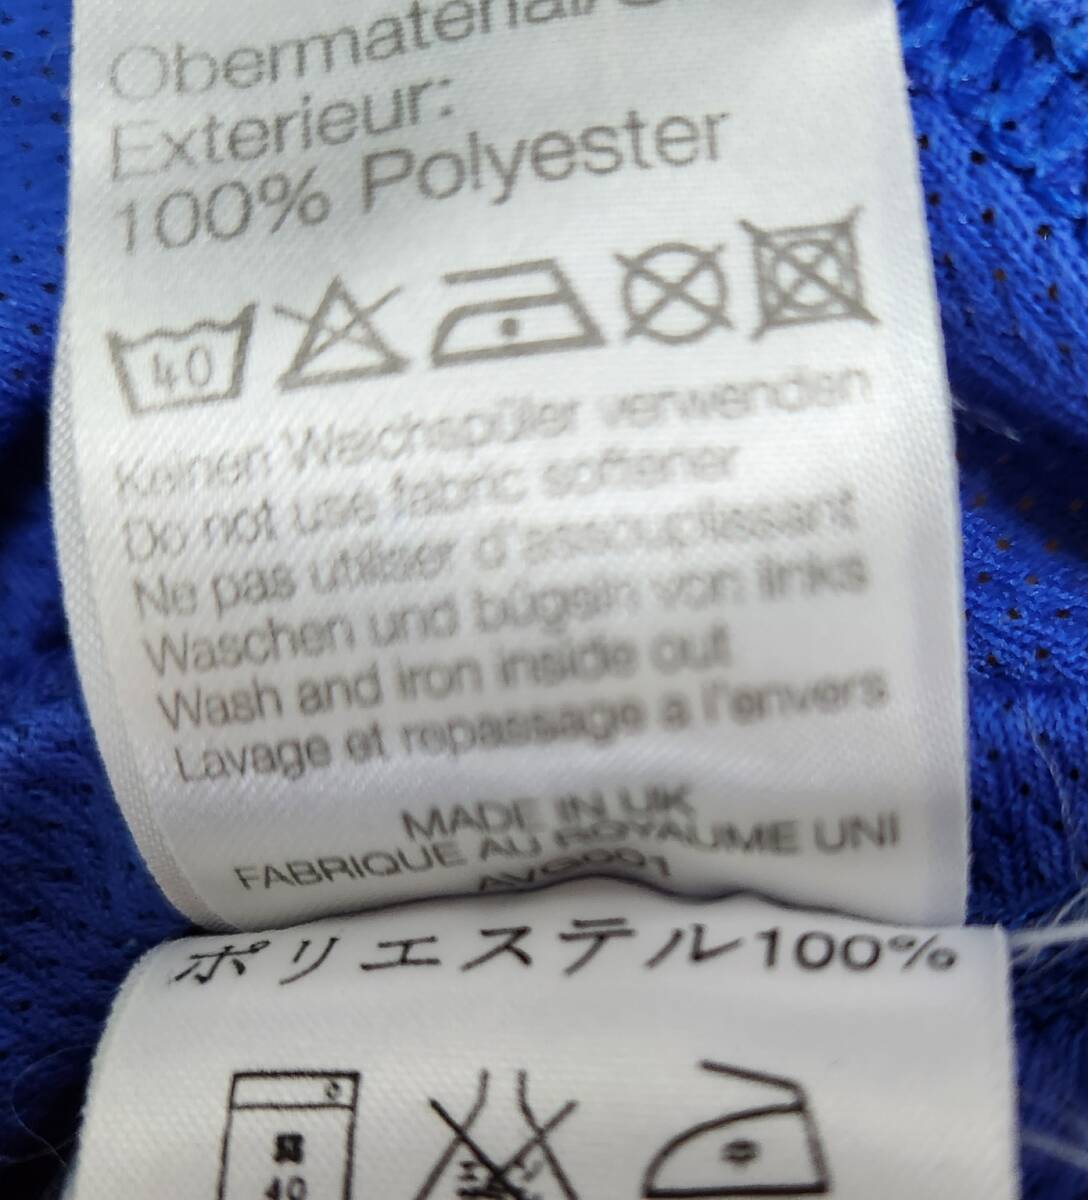 Obermaterial/
Exterieur:
100% Polyester
40
Keinen Weichspüler verwenden
Do not use fabric softener
Ne pas utiliser d'assouplissant
Waschen und bügeln von links
Wash and iron inside out
Lavage et repassage a l'envers
MADE IN UK
FABRIQUE AU ROYAUME UNI
ポリエステル100%
40